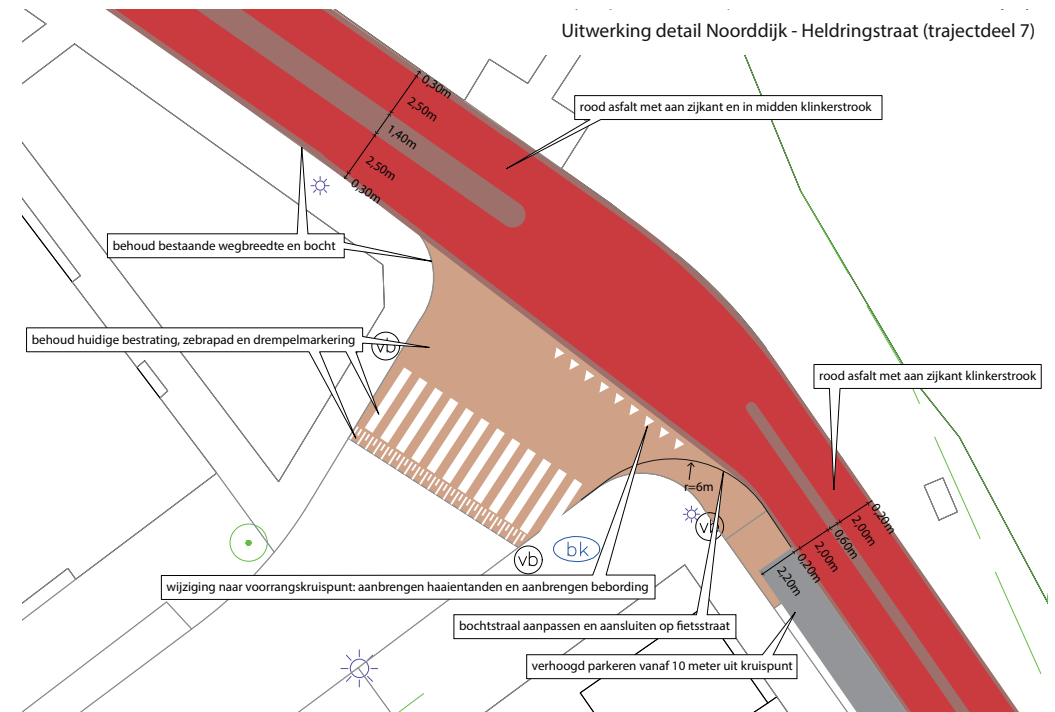 Uitwerking detail Noorddijk - Heldringstraat (trajectdeel 7)
0,30m
2,50m
1,40m
2,50m
0,30m
rood asfalt met aan zijkant en in midden klinkerstrook
behoud bestaande wegbreedte en bocht
behoud huidige bestrating, zebrapad en drempelmarkering
vb
rood asfalt met aan zijkant klinkerstrook
r=6m
vb
0,20m
2,00m
0,60m
2,00m
0,20m
2,20m
vb
bk
wijziging naar voorrangskruispunt: aanbrengen haaientanden en aanbrengen bebording
bochtstraal aanpassen en aansluiten op fietsstraat
verhoogd parkeren vanaf 10 meter uit kruispunt